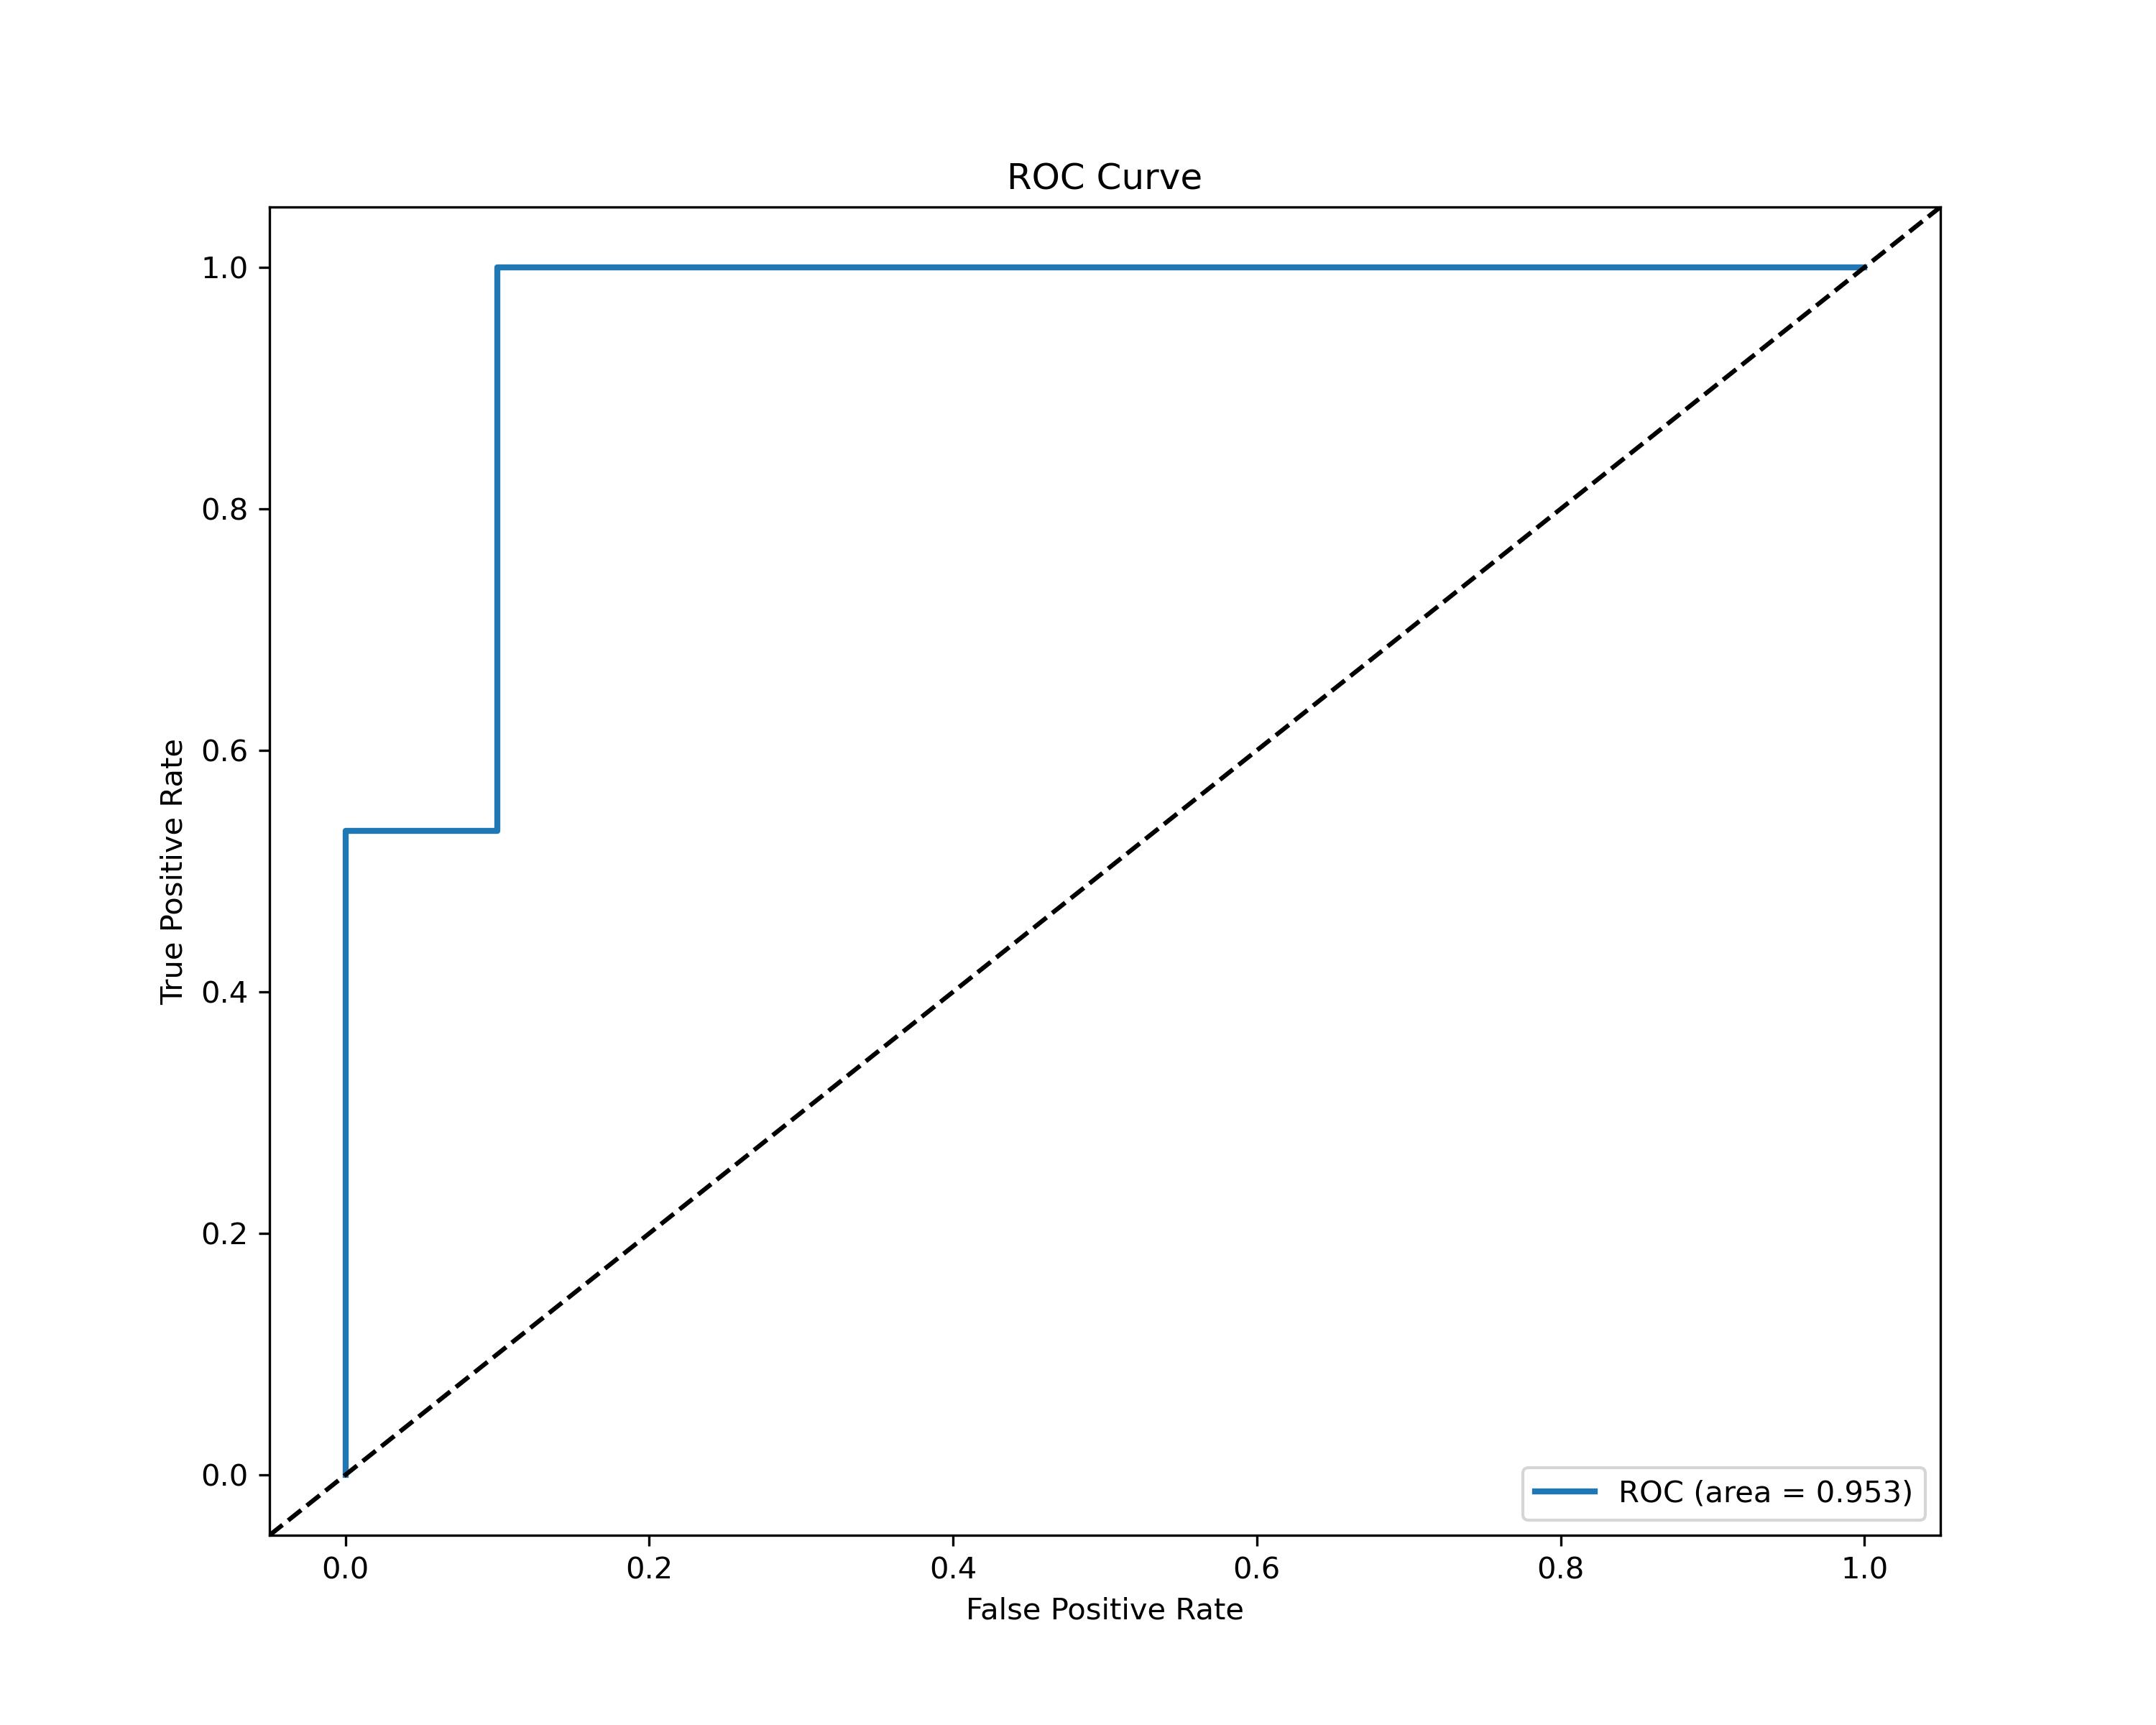 ROC Curve
1.0
0.8
0.6
0.4
0.2
0.0
True Positive Rate
ROC (area = 0.953)
0.0 0.2 0.4 0.6 0.8 1.0
False Positive Rate